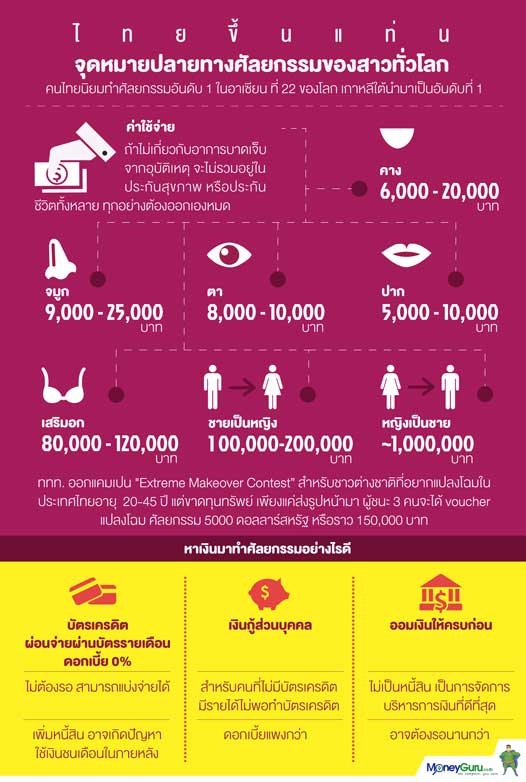 ไทยขึ้นแท่น
จุดหมายปลายทางศัลยกรรมของสาวทั่วโลก
คนไทยนิยมทำศัลยกรรมอันดับ 1 ในอาเซียน ที่ 22 ของโลก เกาหลีใต้นำมาเป็นอันดับที่ 1
ค่าใช้จ่าย
ถ้าไม่เกี่ยวกับอาการบาดเจ็บ
จากอุบัติเหตุ จะไม่รวมอยู่ใน
ประกันสุขภาพ หรือประกัน
ชีวิตทั้งหลาย ทุกอย่างต้องออกเองหมด
คาง
6,000 - 20,000
บาท
จมูก
9,000 - 25,000
บาท
ตา
8,000 - 10,000
บาท
ปาก
5,000 - 10,000
บาท
เสริมอก
80,000 - 120,000
บาท
ชายเป็นหญิง
100,000-200,000
บาท
หญิงเป็นชาย
~1,000,000
บาท
ททท. ออกแคมเปน "Extreme Makeover Contest" สำหรับชาวต่างชาติที่อยากแปลงโฉมใน
ประเทศไทยอายุ 20-45 ปี แต่ขาดทุนทรัพย์ เพียงแค่ส่งรูปหน้ามา ผู้ชนะ 3 คนจะได้ voucher
แปลงโฉม ศัลยกรรม 5000 ดอลลาร์สหรัฐ หรือราว 150,000 บาท
หาเงินมาทำศัลยกรรมอย่างไรดี
บัตรเครดิต
ผ่อนจ่ายผ่านบัตรรายเดือน
ดอกเบี้ย 0%
ไม่ต้องรอ สามารถแบ่งจ่ายได้
เพิ่มหนี้สิน อาจเกิดปัญหา
ใช้เงินชนเดือนในภายหลัง
เงินกู้ส่วนบุคคล
สำหรับคนที่ไม่มีบัตรเครดิต
มีรายได้ไม่พอทำบัตรเครดิต
ดอกเบี้ยแพงกว่า
ออมเงินให้ครบก่อน
ไม่เป็นหนี้สิน เป็นการจัดการ
บริหารการเงินที่ดีที่สุด
อาจต้องรอนานกว่า
MoneyGuru.co.th